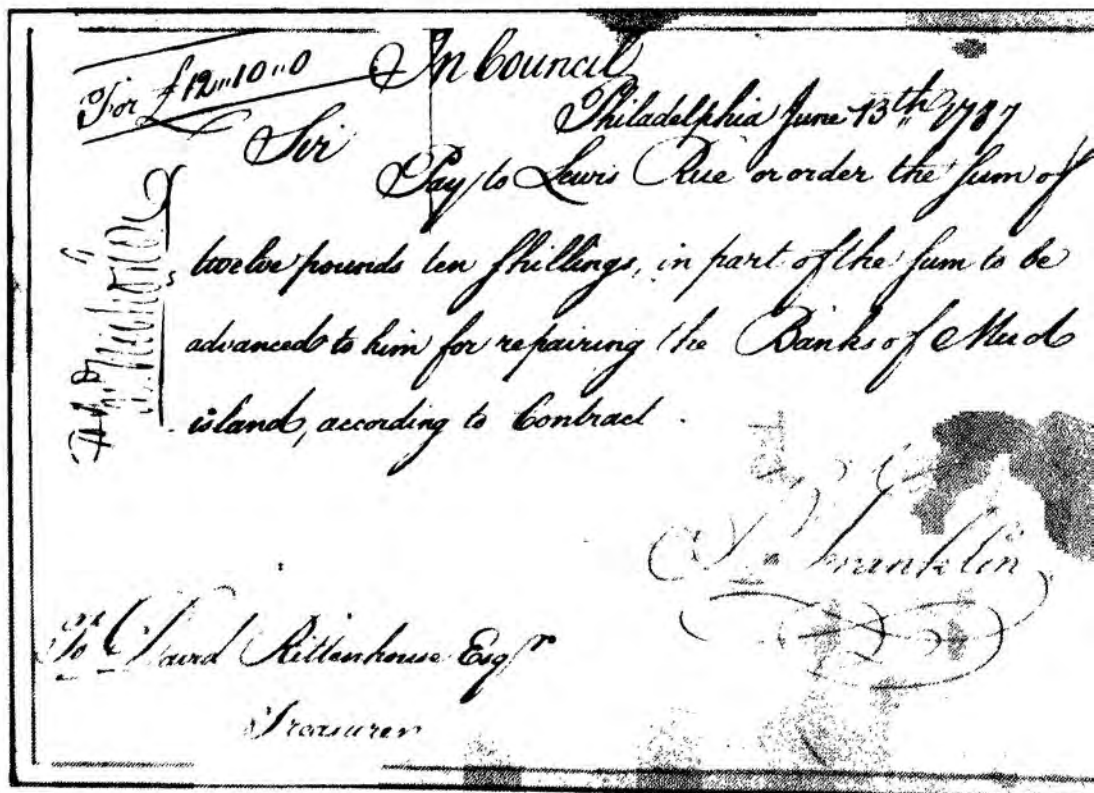 In Council
For £12"10"0
Philadelphia June 13th 1787
Sir
Pay to Lewis Rue or order the Sum of
twelve pounds ten Shillings, in part of the Sum to be
advanced to him for repairing the Banks of Mud
island, according to Contract.
B Franklin
To David Rittenhouse Esqr
Treasurer